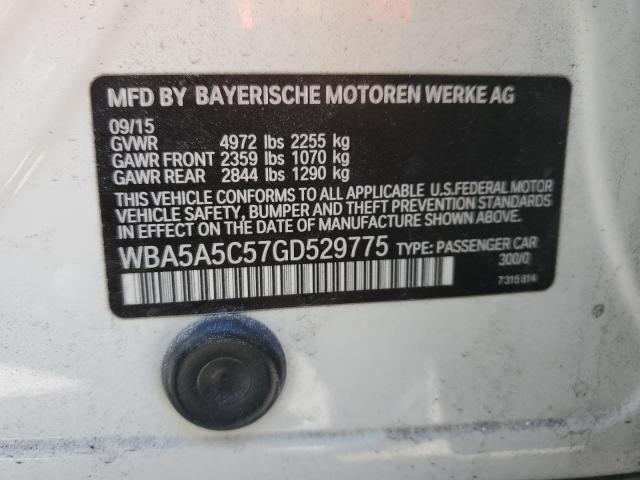 MFD BY BAYERISCHE MOTOREN WERKE AG
09/15
GVWR 4972 lbs 2255 kg
GAWR FRONT 2359 lbs 1070 kg
GAWR REAR 2844 lbs 1290 kg
THIS VEHICLE CONFORMS TO ALL APPLICABLE U.S.FEDERAL MOTOR
VEHICLE SAFETY, BUMPER, AND THEFT PREVENTION STANDARDS
IN EFFECT ON THE DATE OF MANUFACTURE SHOWN ABOVE.
WBA5A5C57GD529775 TYPE: PASSENGER CAR
300/0
7315814